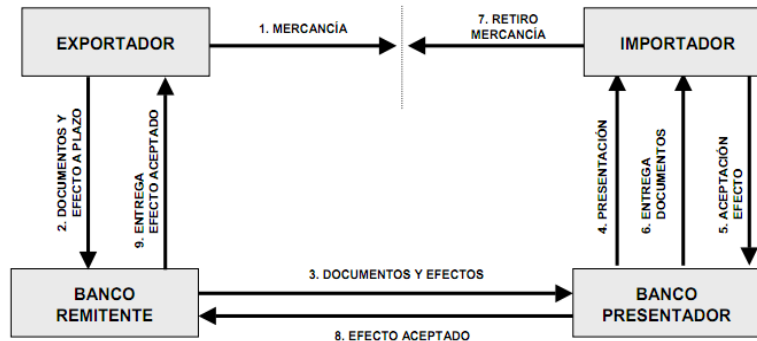 EXPORTADOR
1. MERCANCÍA
7. RETIRO
MERCANCÍA
IMPORTADOR
2. DOCUMENTOS Y
EFECTO A PLAZO
9. ENTREGA
EFECTO ACEPTADO
4. PRESENTACIÓN
6. ENTREGA
DOCUMENTOS
5. ACEPTACIÓN
EFECTO
BANCO
REMITENTE
3. DOCUMENTOS Y EFECTOS
8. EFECTO ACEPTADO
BANCO
PRESENTADOR